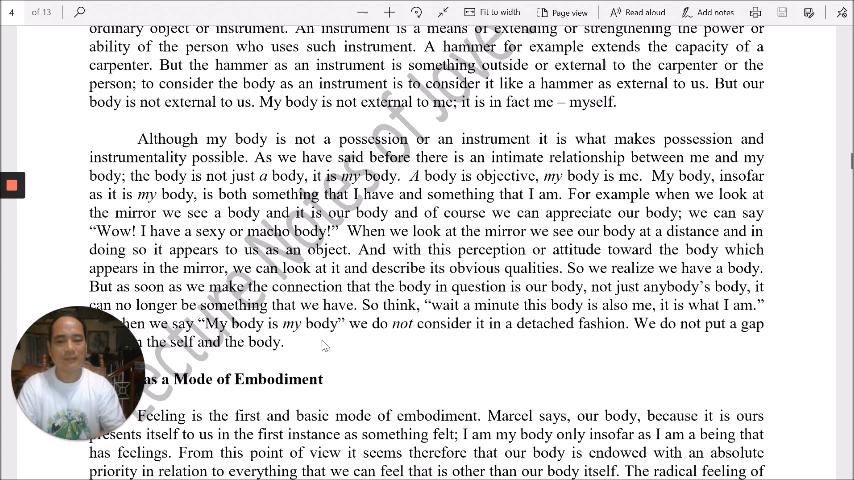 4 of 13 Fit to width Page view Read aloud Add notes
ordinary object or instrument. An instrument is a means of extending or strengthening the power or
ability of the person who uses such instrument. A hammer for example extends the capacity of a
carpenter. But the hammer as an instrument is something outside or external to the carpenter or the
person; to consider the body as an instrument is to consider it like a hammer as external to us. But our
body is not external to us. My body is not external to me; it is in fact me – myself.
Although my body is not a possession or an instrument it is what makes possession and
instrumentality possible. As we have said before there is an intimate relationship between me and my
body; the body is not just a body, it is my body. A body is objective, my body is me. My body, insofar
as it is my body, is both something that I have and something that I am. For example when we look at
the mirror we see a body and it is our body and of course we can appreciate our body; we can say
“Wow! I have a sexy or macho body!” When we look at the mirror we see our body at a distance and in
doing so it appears to us as an object. And with this perception or attitude toward the body which
appears in the mirror, we can look at it and describe its obvious qualities. So we realize we have a body.
But as soon as we make the connection that the body in question is our body, not just anybody’s body, it
can no longer be something that we have. So think, “wait a minute this body is also me, it is what I am.”
when we say “My body is my body” we do not consider it in a detached fashion. We do not put a gap
the self and the body.
as a Mode of Embodiment
Feeling is the first and basic mode of embodiment. Marcel says, our body, because it is ours
presents itself to us in the first instance as something felt; I am my body only insofar as I am a being that
has feelings. From this point of view it seems therefore that our body is endowed with an absolute
priority in relation to everything that we can feel that is other than our body itself. The radical feeling of
Lecture Notes of Jove